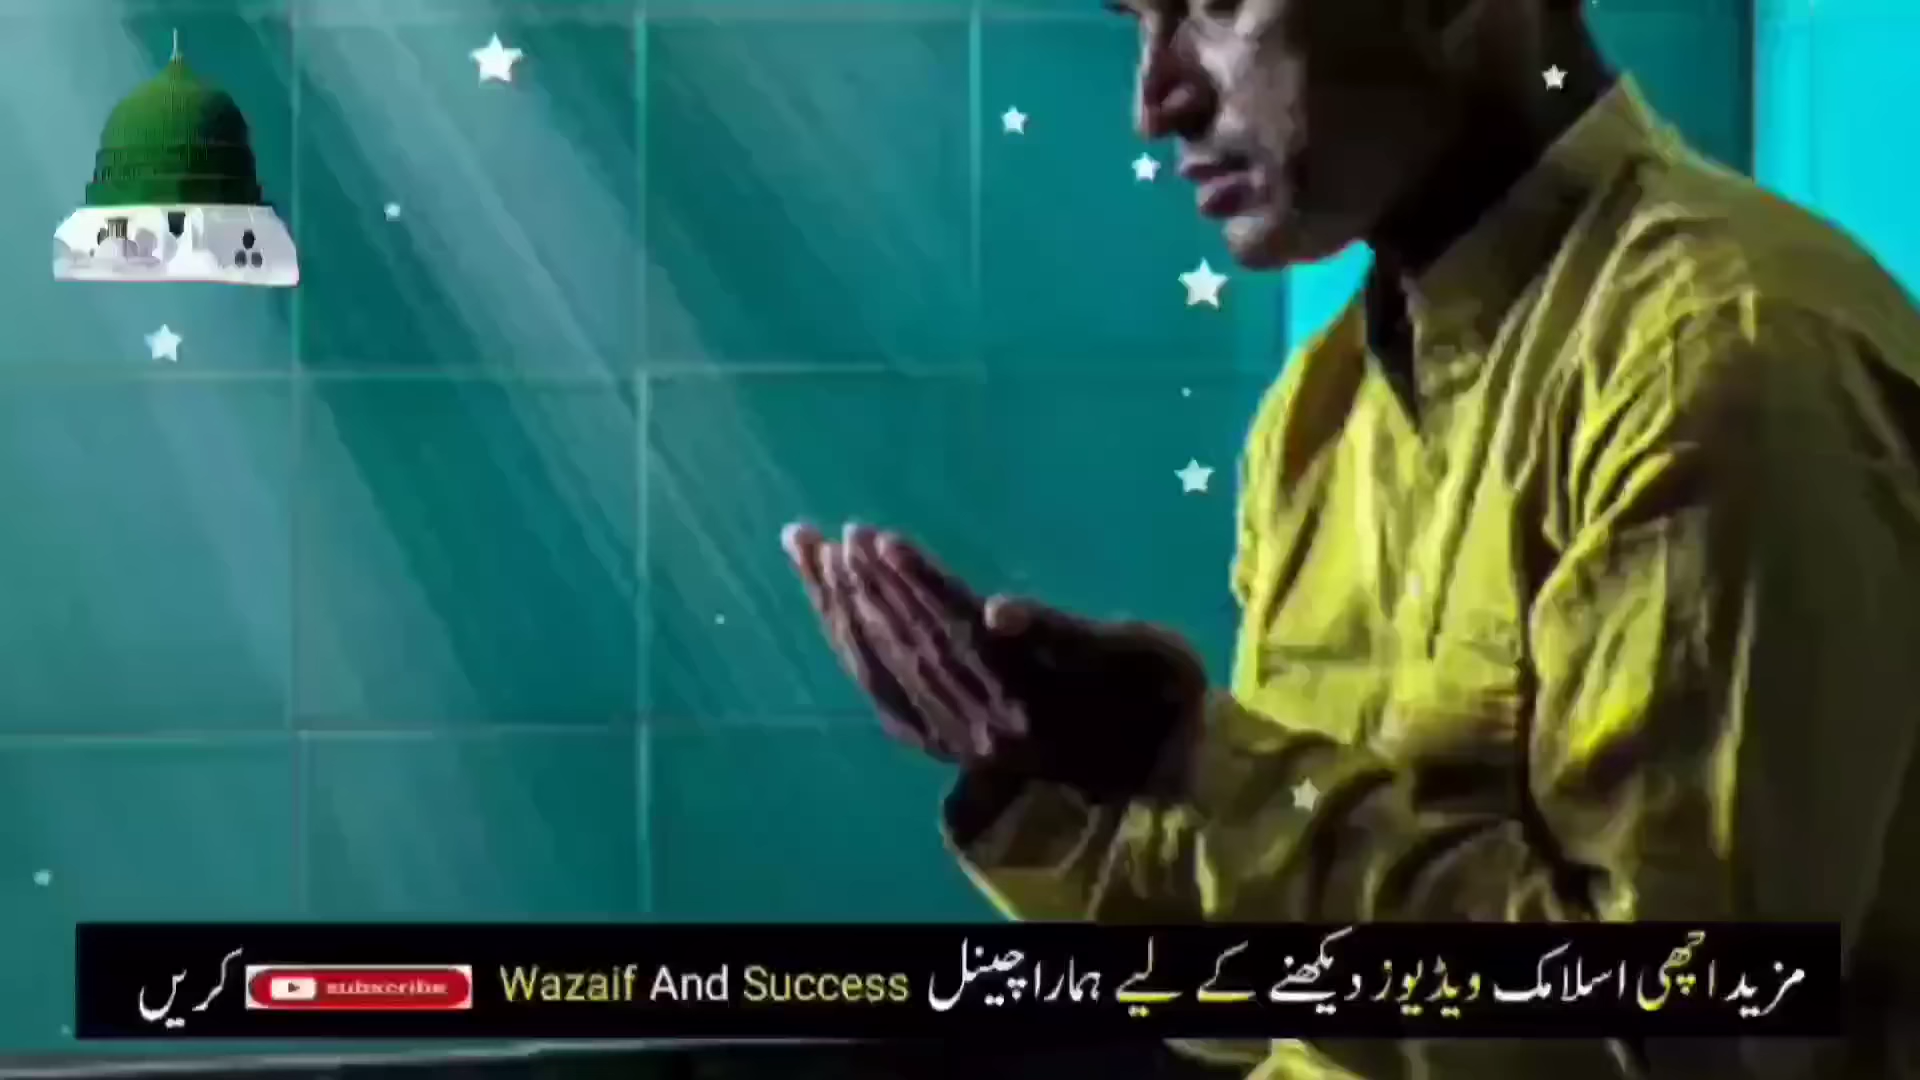 مزید اچھی اسلامک ویڈیوز دیکھنے کے لیے ہمارا چینل Wazaif And Success subscribe کریں